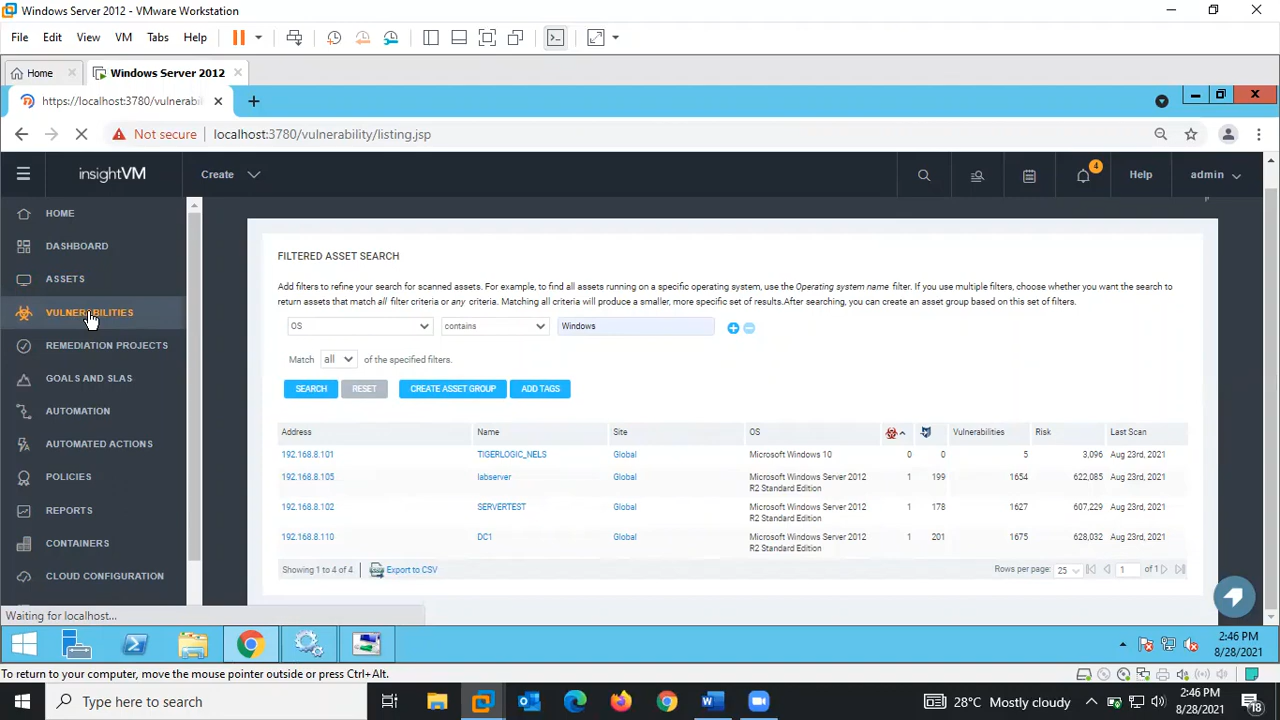 Windows Server 2012 - VMware Workstation
File Edit View VM Tabs Help
Home Windows Server 2012
https://localhost:3780/vulnerabi
Not secure localhost:3780/vulnerability/listing.jsp
insightVM Create 4 Help admin
HOME
DASHBOARD
ASSETS
VULNERABILITIES
REMEDIATION PROJECTS
GOALS AND SLAS
AUTOMATION
AUTOMATED ACTIONS
POLICIES
REPORTS
CONTAINERS
CLOUD CONFIGURATION
FILTERED ASSET SEARCH
Add filters to refine your search for scanned assets. For example, to find all assets running on a specific operating system, use the Operating system name filter. If you use multiple filters, choose whether you want the search to
return assets that match all filter criteria or any criteria. Matching all criteria will produce a smaller, more specific set of results.After searching, you can create an asset group based on this set of filters.
OS contains Windows
Match all of the specified filters.
SEARCH RESET CREATE ASSET GROUP ADD TAGS
Address Name Site OS Vulnerabilities Risk Last Scan
192.168.8.101 TIGERLOGIC_NELS Global Microsoft Windows 10 0 0 5 3,096 Aug 23rd, 2021
192.168.8.105 labserver Global Microsoft Windows Server 2012 1 199 1654 622,085 Aug 23rd, 2021
R2 Standard Edition
192.168.8.102 SERVERTEST Global Microsoft Windows Server 2012 1 178 1627 607,229 Aug 23rd, 2021
R2 Standard Edition
192.168.8.110 DC1 Global Microsoft Windows Server 2012 1 201 1675 628,032 Aug 23rd, 2021
R2 Standard Edition
Showing 1 to 4 of 4 Export to CSV Rows per page: 25 1 of 1
Waiting for localhost...
2:46 PM
8/28/2021
To return to your computer, move the mouse pointer outside or press Ctrl+Alt.
Type here to search
28°C Mostly cloudy
2:46 PM
8/28/2021
18